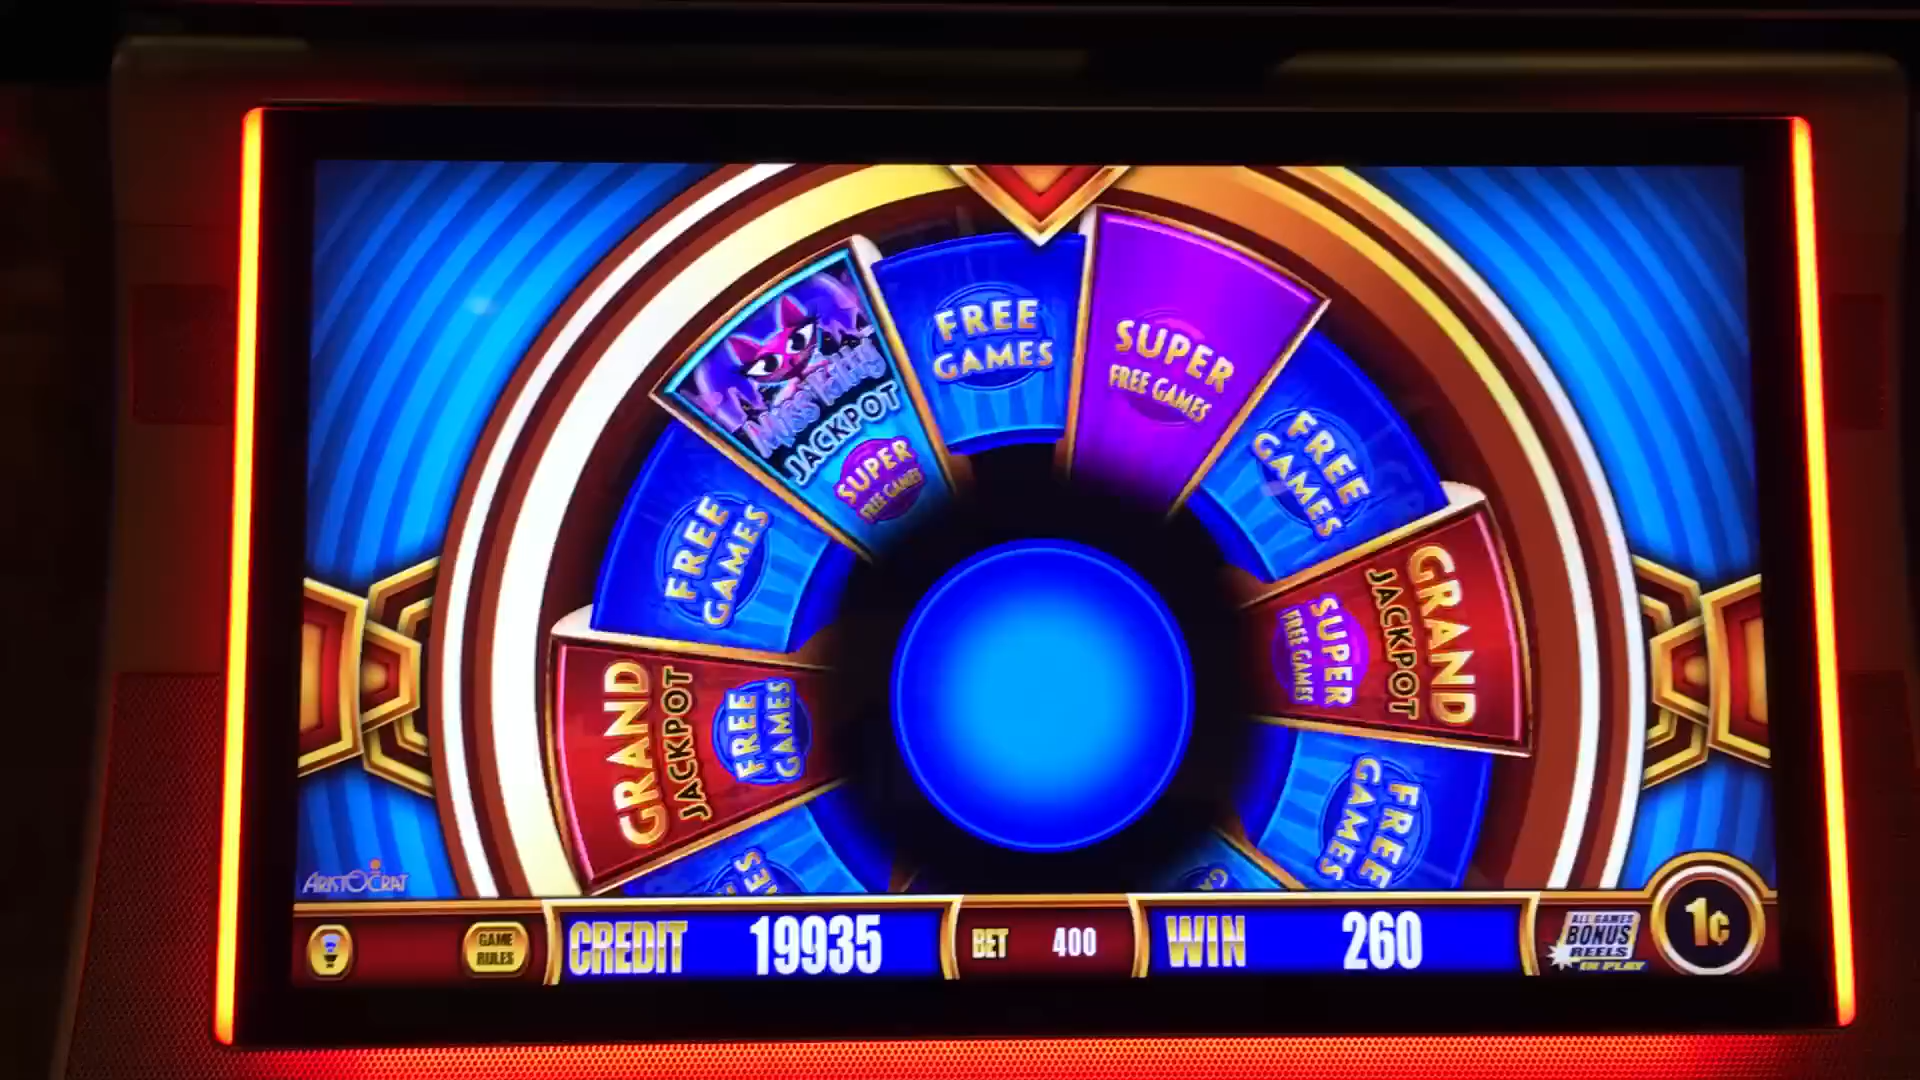 FREE
GAMES
SUPER
FREE GAMES
Miss Kitty
JACKPOT
SUPER
FREE GAMES
FREE
GAMES
FREE
GAMES
GRAND
JACKPOT
SUPER
FREE GAMES
GRAND
JACKPOT
FREE
GAMES
FREE
GAMES
ARISTOCRAT
GAME
RULES
CREDIT 19935
BET 400
WIN 260
ALL GAMES
BONUS
REELS
IN PLAY
1¢